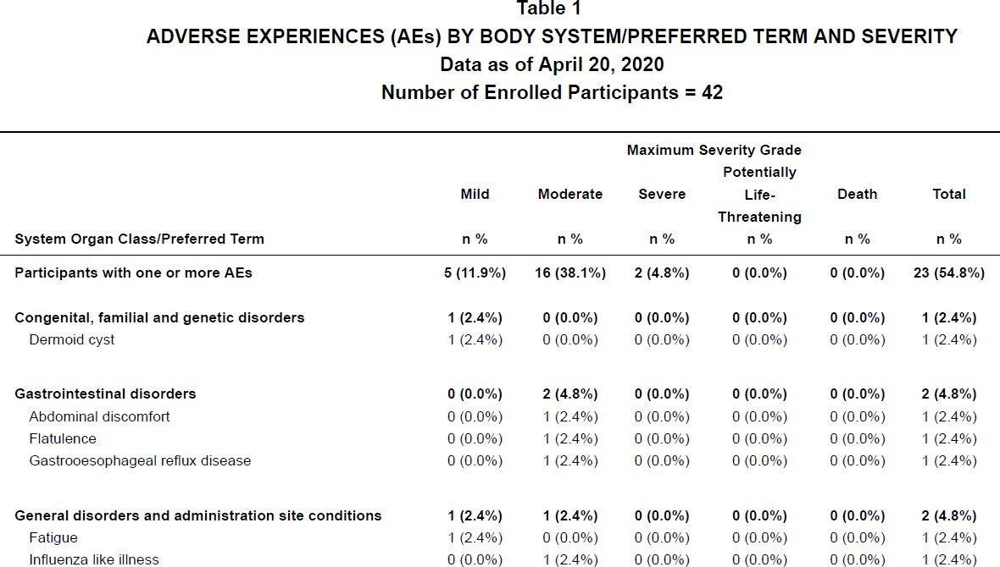 Table 1
ADVERSE EXPERIENCES (AEs) BY BODY SYSTEM/PREFERRED TERM AND SEVERITY
Data as of April 20, 2020
Number of Enrolled Participants = 42
Maximum Severity Grade
Potentially
Mild Moderate Severe Life- Death Total
Threatening
System Organ Class/Preferred Term n % n % n % n % n % n %
Participants with one or more AEs 5 (11.9%) 16 (38.1%) 2 (4.8%) 0 (0.0%) 0 (0.0%) 23 (54.8%)
Congenital, familial and genetic disorders 1 (2.4%) 0 (0.0%) 0 (0.0%) 0 (0.0%) 0 (0.0%) 1 (2.4%)
Dermoid cyst 1 (2.4%) 0 (0.0%) 0 (0.0%) 0 (0.0%) 0 (0.0%) 1 (2.4%)
Gastrointestinal disorders 0 (0.0%) 2 (4.8%) 0 (0.0%) 0 (0.0%) 0 (0.0%) 2 (4.8%)
Abdominal discomfort 0 (0.0%) 1 (2.4%) 0 (0.0%) 0 (0.0%) 0 (0.0%) 1 (2.4%)
Flatulence 0 (0.0%) 1 (2.4%) 0 (0.0%) 0 (0.0%) 0 (0.0%) 1 (2.4%)
Gastrooesophageal reflux disease 0 (0.0%) 1 (2.4%) 0 (0.0%) 0 (0.0%) 0 (0.0%) 1 (2.4%)
General disorders and administration site conditions 1 (2.4%) 1 (2.4%) 0 (0.0%) 0 (0.0%) 0 (0.0%) 2 (4.8%)
Fatigue 1 (2.4%) 0 (0.0%) 0 (0.0%) 0 (0.0%) 0 (0.0%) 1 (2.4%)
Influenza like illness 0 (0.0%) 1 (2.4%) 0 (0.0%) 0 (0.0%) 0 (0.0%) 1 (2.4%)